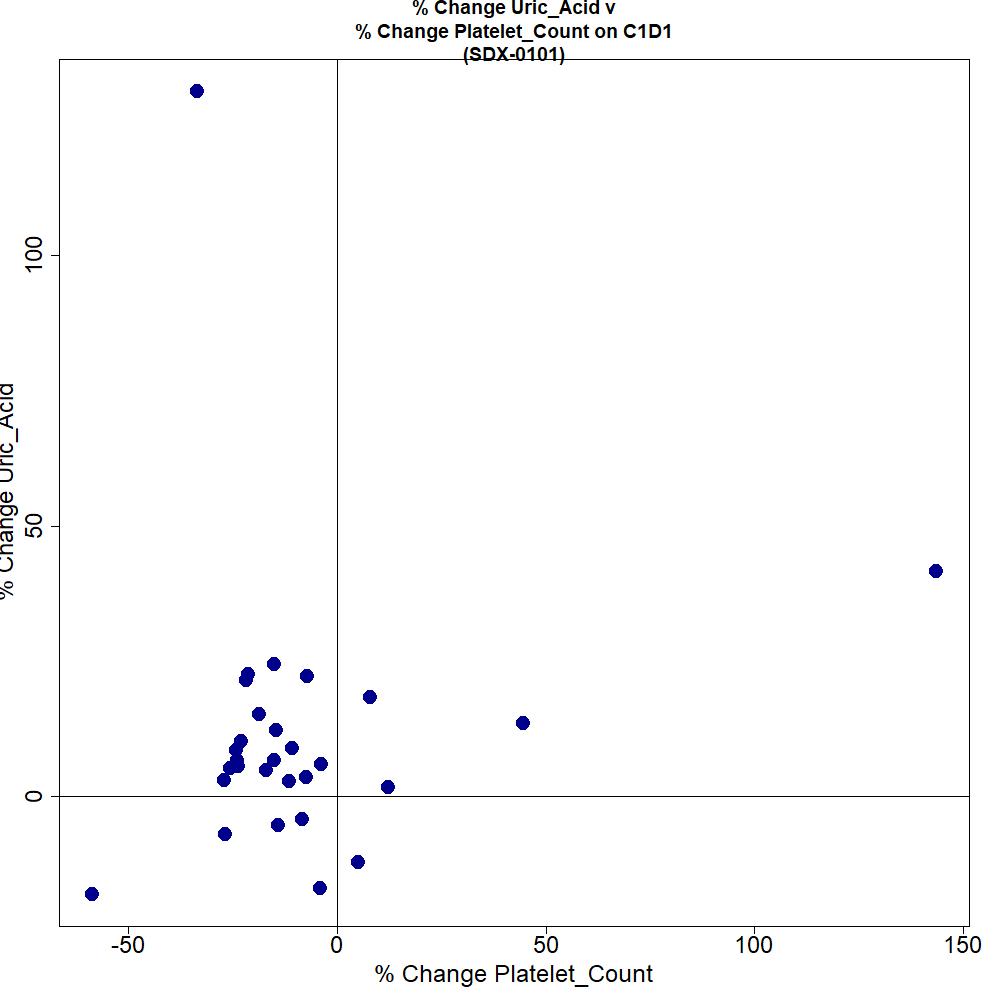 % Change Uric_Acid v
% Change Platelet_Count on C1D1
(SDX-0101)
% Change Uric_Acid
100
50
0
-50
0
50
100
150
% Change Platelet_Count